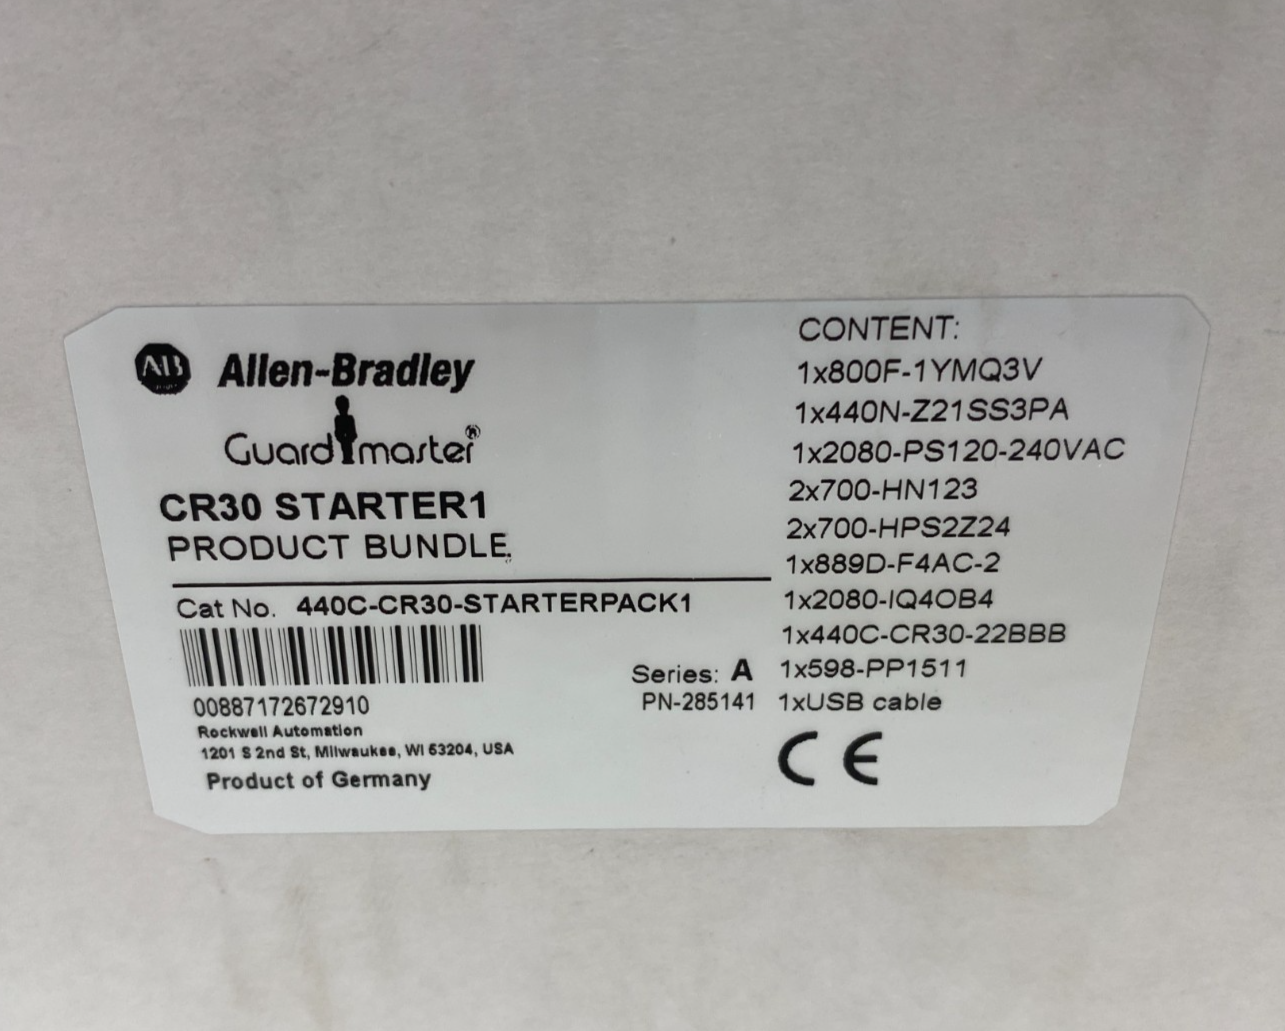 AB Allen-Bradley
Guardmaster®
CR30 STARTER1
PRODUCT BUNDLE
Cat No. 440C-CR30-STARTERPACK1
00887172672910
Rockwell Automation
1201 S 2nd St, Milwaukee, WI 53204, USA
Product of Germany
Series: A
PN-285141
CONTENT:
1x800F-1YMQ3V
1x440N-Z21SS3PA
1x2080-PS120-240VAC
2x700-HN123
2x700-HPS2Z24
1x889D-F4AC-2
1x2080-IQ4OB4
1x440C-CR30-22BBB
1x598-PP1511
1xUSB cable
CE